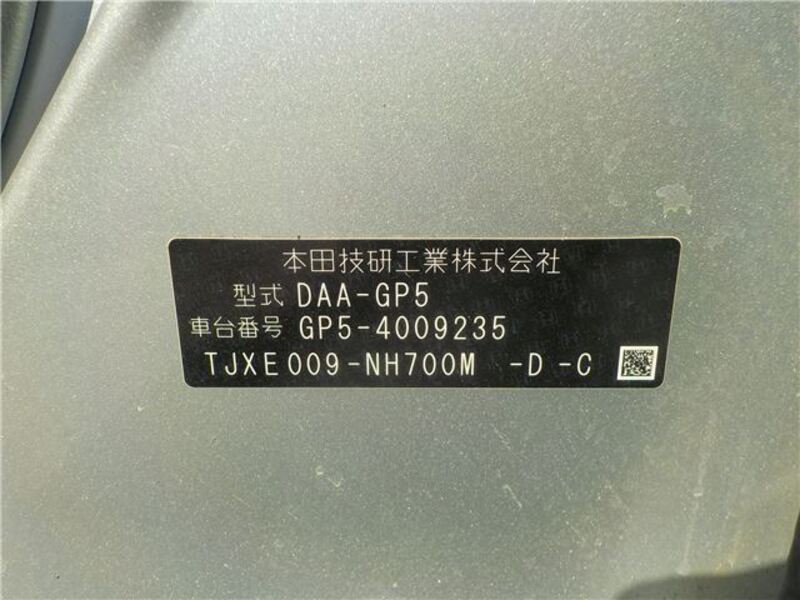 本田技研工業株式会社
型式 DAA-GP5
車台番号 GP5-4009235
TJXE009-NH700M -D -C